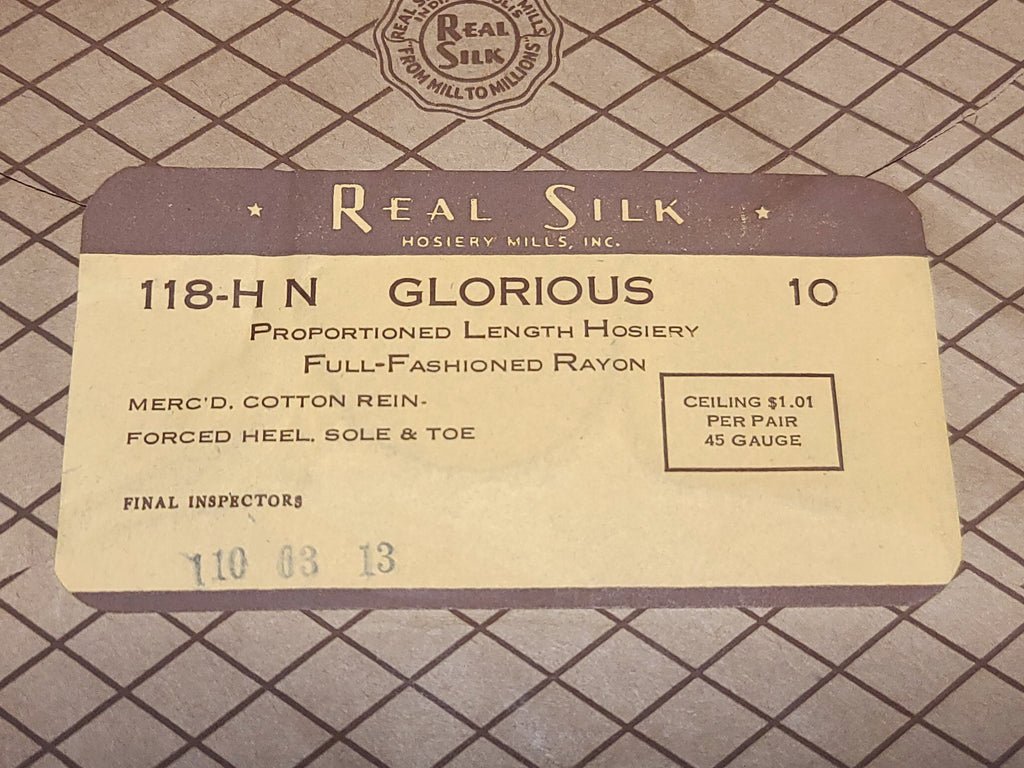 REAL SILK
HOSIERY MILLS, INC.
118-H N GLORIOUS 10
PROPORTIONED LENGTH HOSIERY
FULL-FASHIONED RAYON
MERC'D. COTTON REIN-
FORCED HEEL. SOLE & TOE
CEILING $1.01
PER PAIR
45 GAUGE
FINAL INSPECTORS
110 03 13
REAL
SILK
"FROM MILL TO MILLIONS"